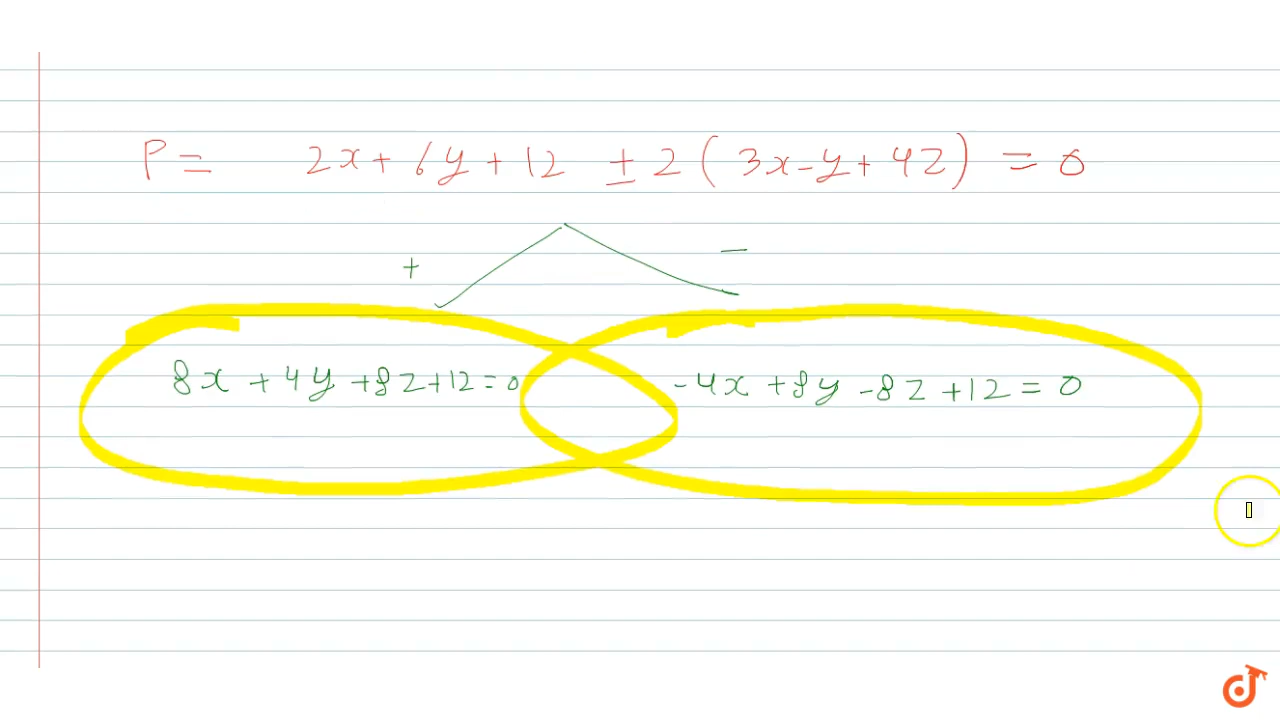 P = 2x + 6y + 12 ± 2 ( 3x - y + 4z ) = 0
+ -
8x + 4y + 8z + 12 = 0 -4x + 8y - 8z + 12 = 0